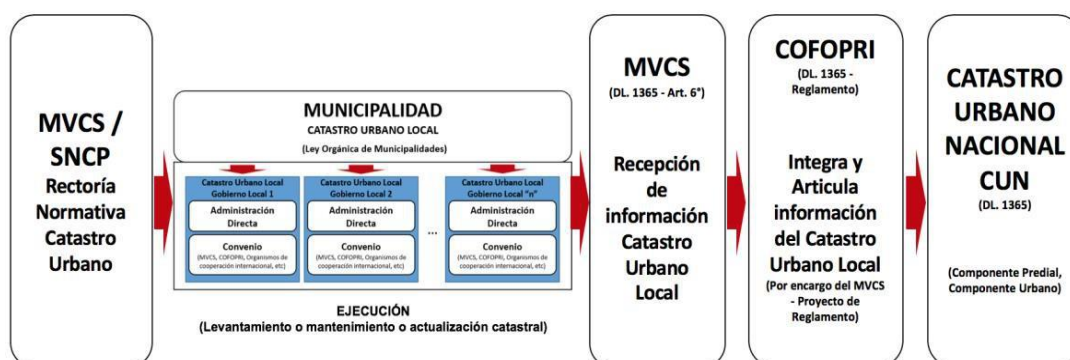 MVCS /
SNCP
Rectoría
Normativa
Catastro
Urbano
MUNICIPALIDAD
CATASTRO URBANO LOCAL
(Ley Orgánica de Municipalidades)
Catastro Urbano Local
Gobierno Local 1
Administración
Directa
Convenio
(MVCS, COFOPRI, Organismos de
cooperación internacional, etc)
Catastro Urbano Local
Gobierno Local 2
Administración
Directa
Convenio
(MVCS, COFOPRI, Organismos de
cooperación internacional, etc)
...
Catastro Urbano Local
Gobierno Local "n"
Administración
Directa
Convenio
(MVCS, COFOPRI, Organismos de
cooperación internacional, etc)
EJECUCIÓN
(Levantamiento o mantenimiento o actualización catastral)
MVCS
(DL. 1365 - Art. 6°)
Recepción
de
información
Catastro
Urbano
Local
COFOPRI
(DL. 1365 -
Reglamento)
Integra y
Articula
información
del Catastro
Urbano Local
(Por encargo del MVCS
- Proyecto de
Reglamento)
CATASTRO
URBANO
NACIONAL
CUN
(DL. 1365)
(Componente Predial,
Componente Urbano)